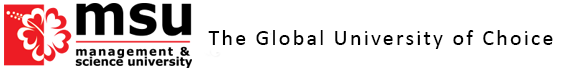 msu
management &
science university
The Global University of Choice